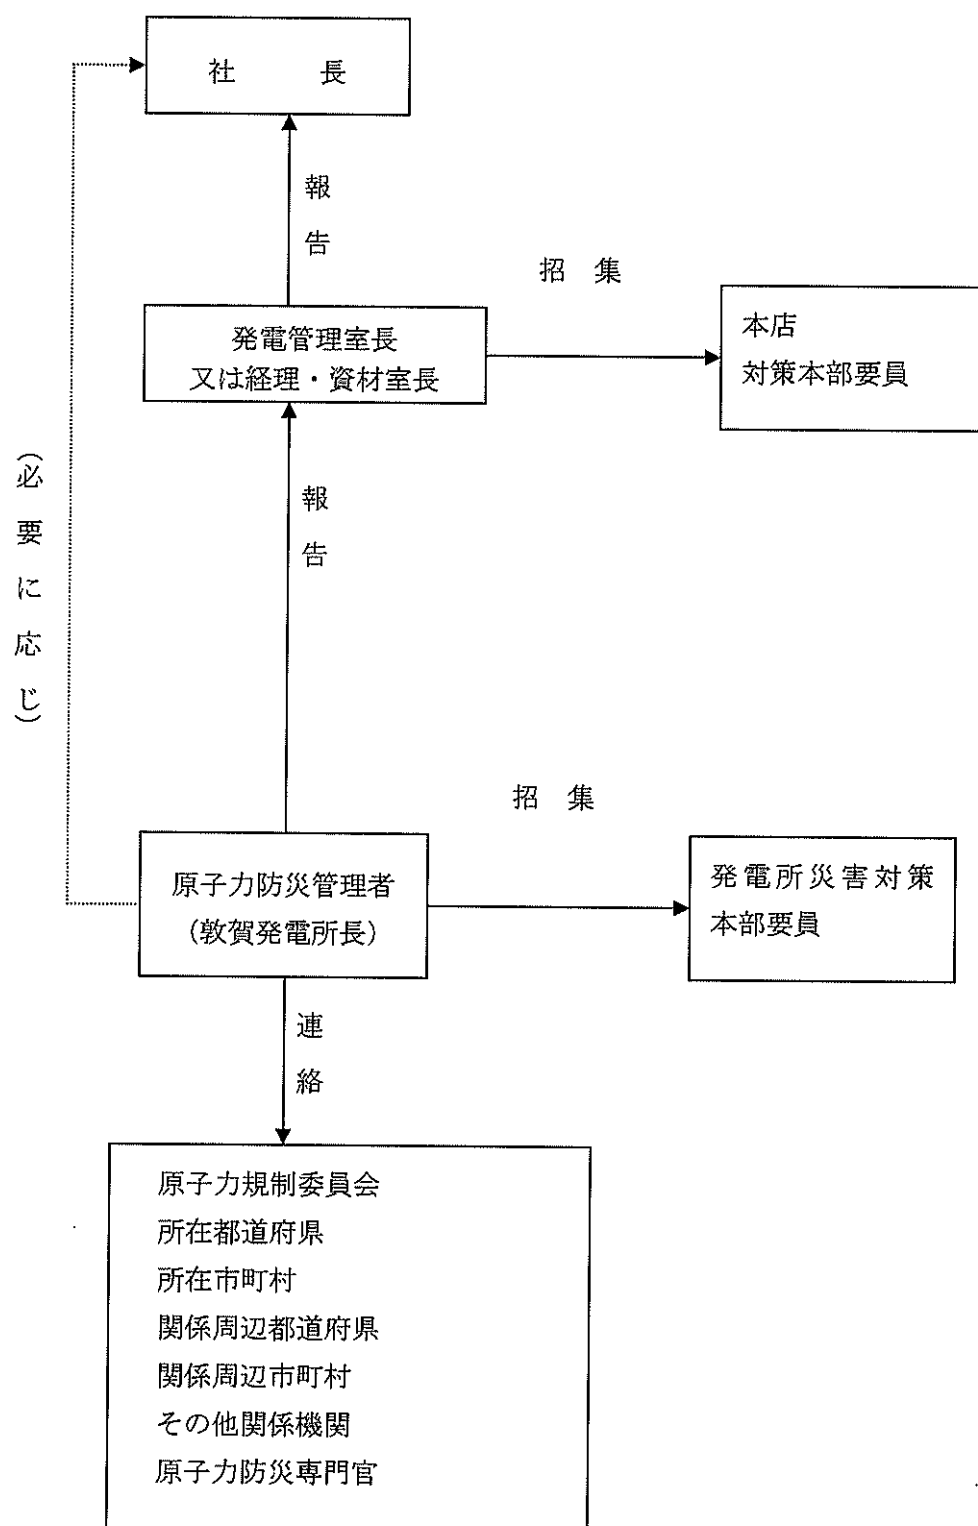 社　　　長
報告
招　集
発電管理室長
又は経理・資材室長
本店
対策本部要員
報告
（必要に応じ）
招　集
原子力防災管理者
（敦賀発電所長）
発電所災害対策
本部要員
連絡
原子力規制委員会
所在都道府県
所在市町村
関係周辺都道府県
関係周辺市町村
その他関係機関
原子力防災専門官